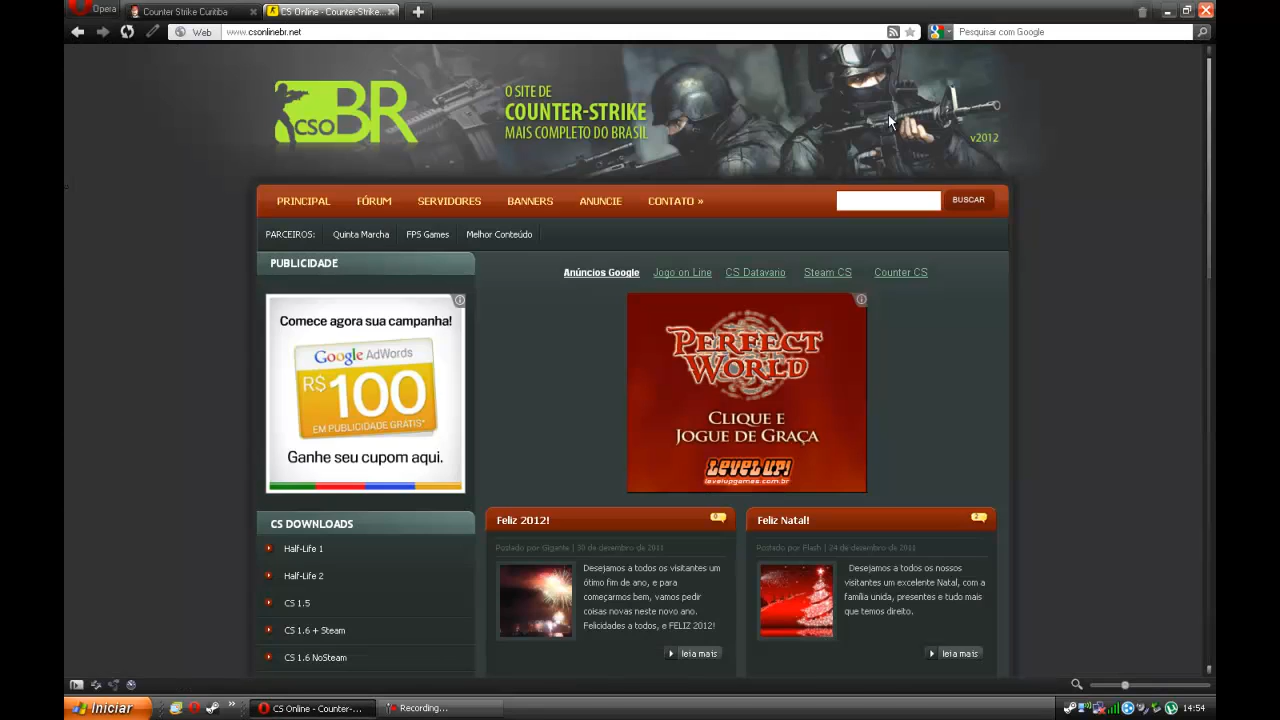 Opera
Counter Strike Curitiba
CS Online - Counter-Strike...
Web
www.csonlinebr.net
Pesquisar com Google
CSO BR
O SITE DE
COUNTER-STRIKE
MAIS COMPLETO DO BRASIL
v2012
PRINCIPAL
FÓRUM
SERVIDORES
BANNERS
ANUNCIE
CONTATO »
BUSCAR
PARCEIROS:
Quinta Marcha
FPS Games
Melhor Conteúdo
PUBLICIDADE
Comece agora sua campanha!
Google AdWords
R$ 100
EM PUBLICIDADE GRÁTIS*
Ganhe seu cupom aqui.
Anúncios Google
Jogo on Line
CS Datavario
Steam CS
Counter CS
PERFECT
WORLD
CLIQUE E
JOGUE DE GRAÇA
LEVEL UP!
levelupgames.com.br
CS DOWNLOADS
Half-Life 1
Half-Life 2
CS 1.5
CS 1.6 + Steam
CS 1.6 NoSteam
Feliz 2012!
0
Postado por Gigante | 30 de dezembro de 2011
Desejamos a todos os visitantes um
ótimo fim de ano, e para
começarmos bem, vamos pedir
coisas novas neste novo ano.
Felicidades a todos, e FELIZ 2012!
leia mais
Feliz Natal!
2
Postado por Flash | 24 de dezembro de 2011
Desejamos a todos os nossos
visitantes um excelente Natal, com a
família unida, presentes e tudo mais
que temos direito.
leia mais
Iniciar
CS Online - Counter-...
Recording...
14:54